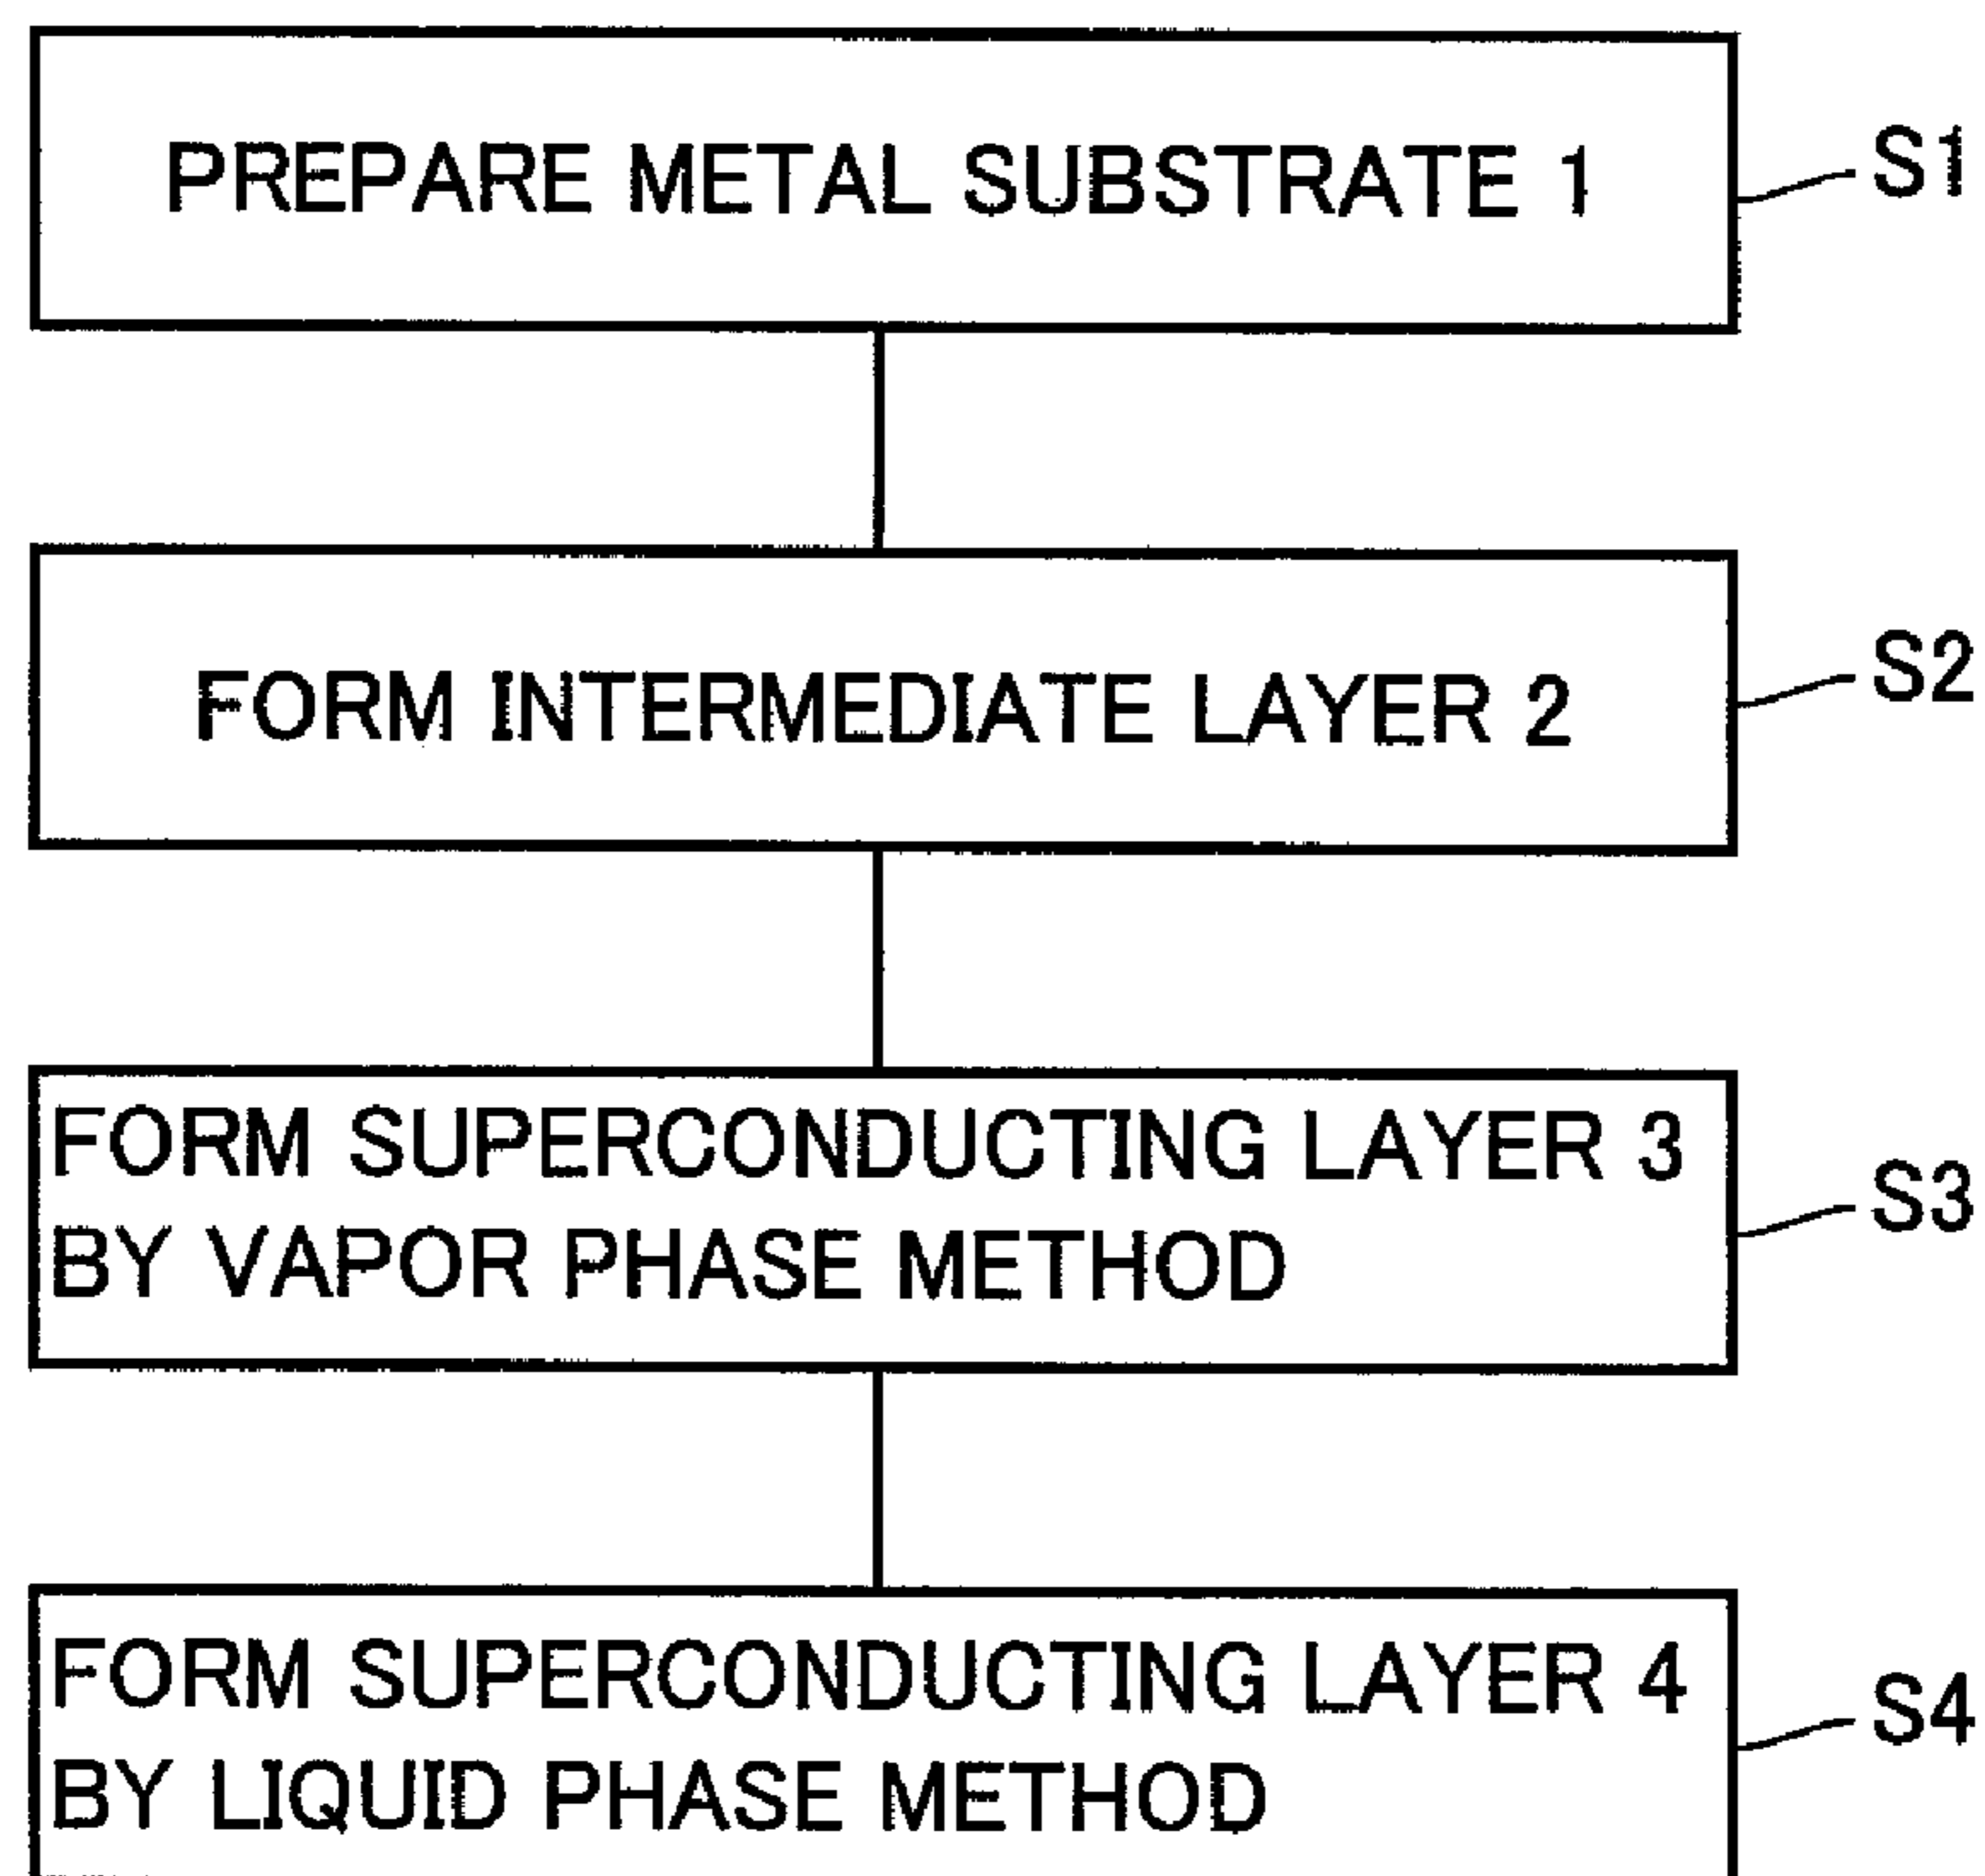 PREPARE METAL SUBSTRATE 1
S1
FORM INTERMEDIATE LAYER 2
S2
FORM SUPERCONDUCTING LAYER 3
BY VAPOR PHASE METHOD
S3
FORM SUPERCONDUCTING LAYER 4
BY LIQUID PHASE METHOD
S4